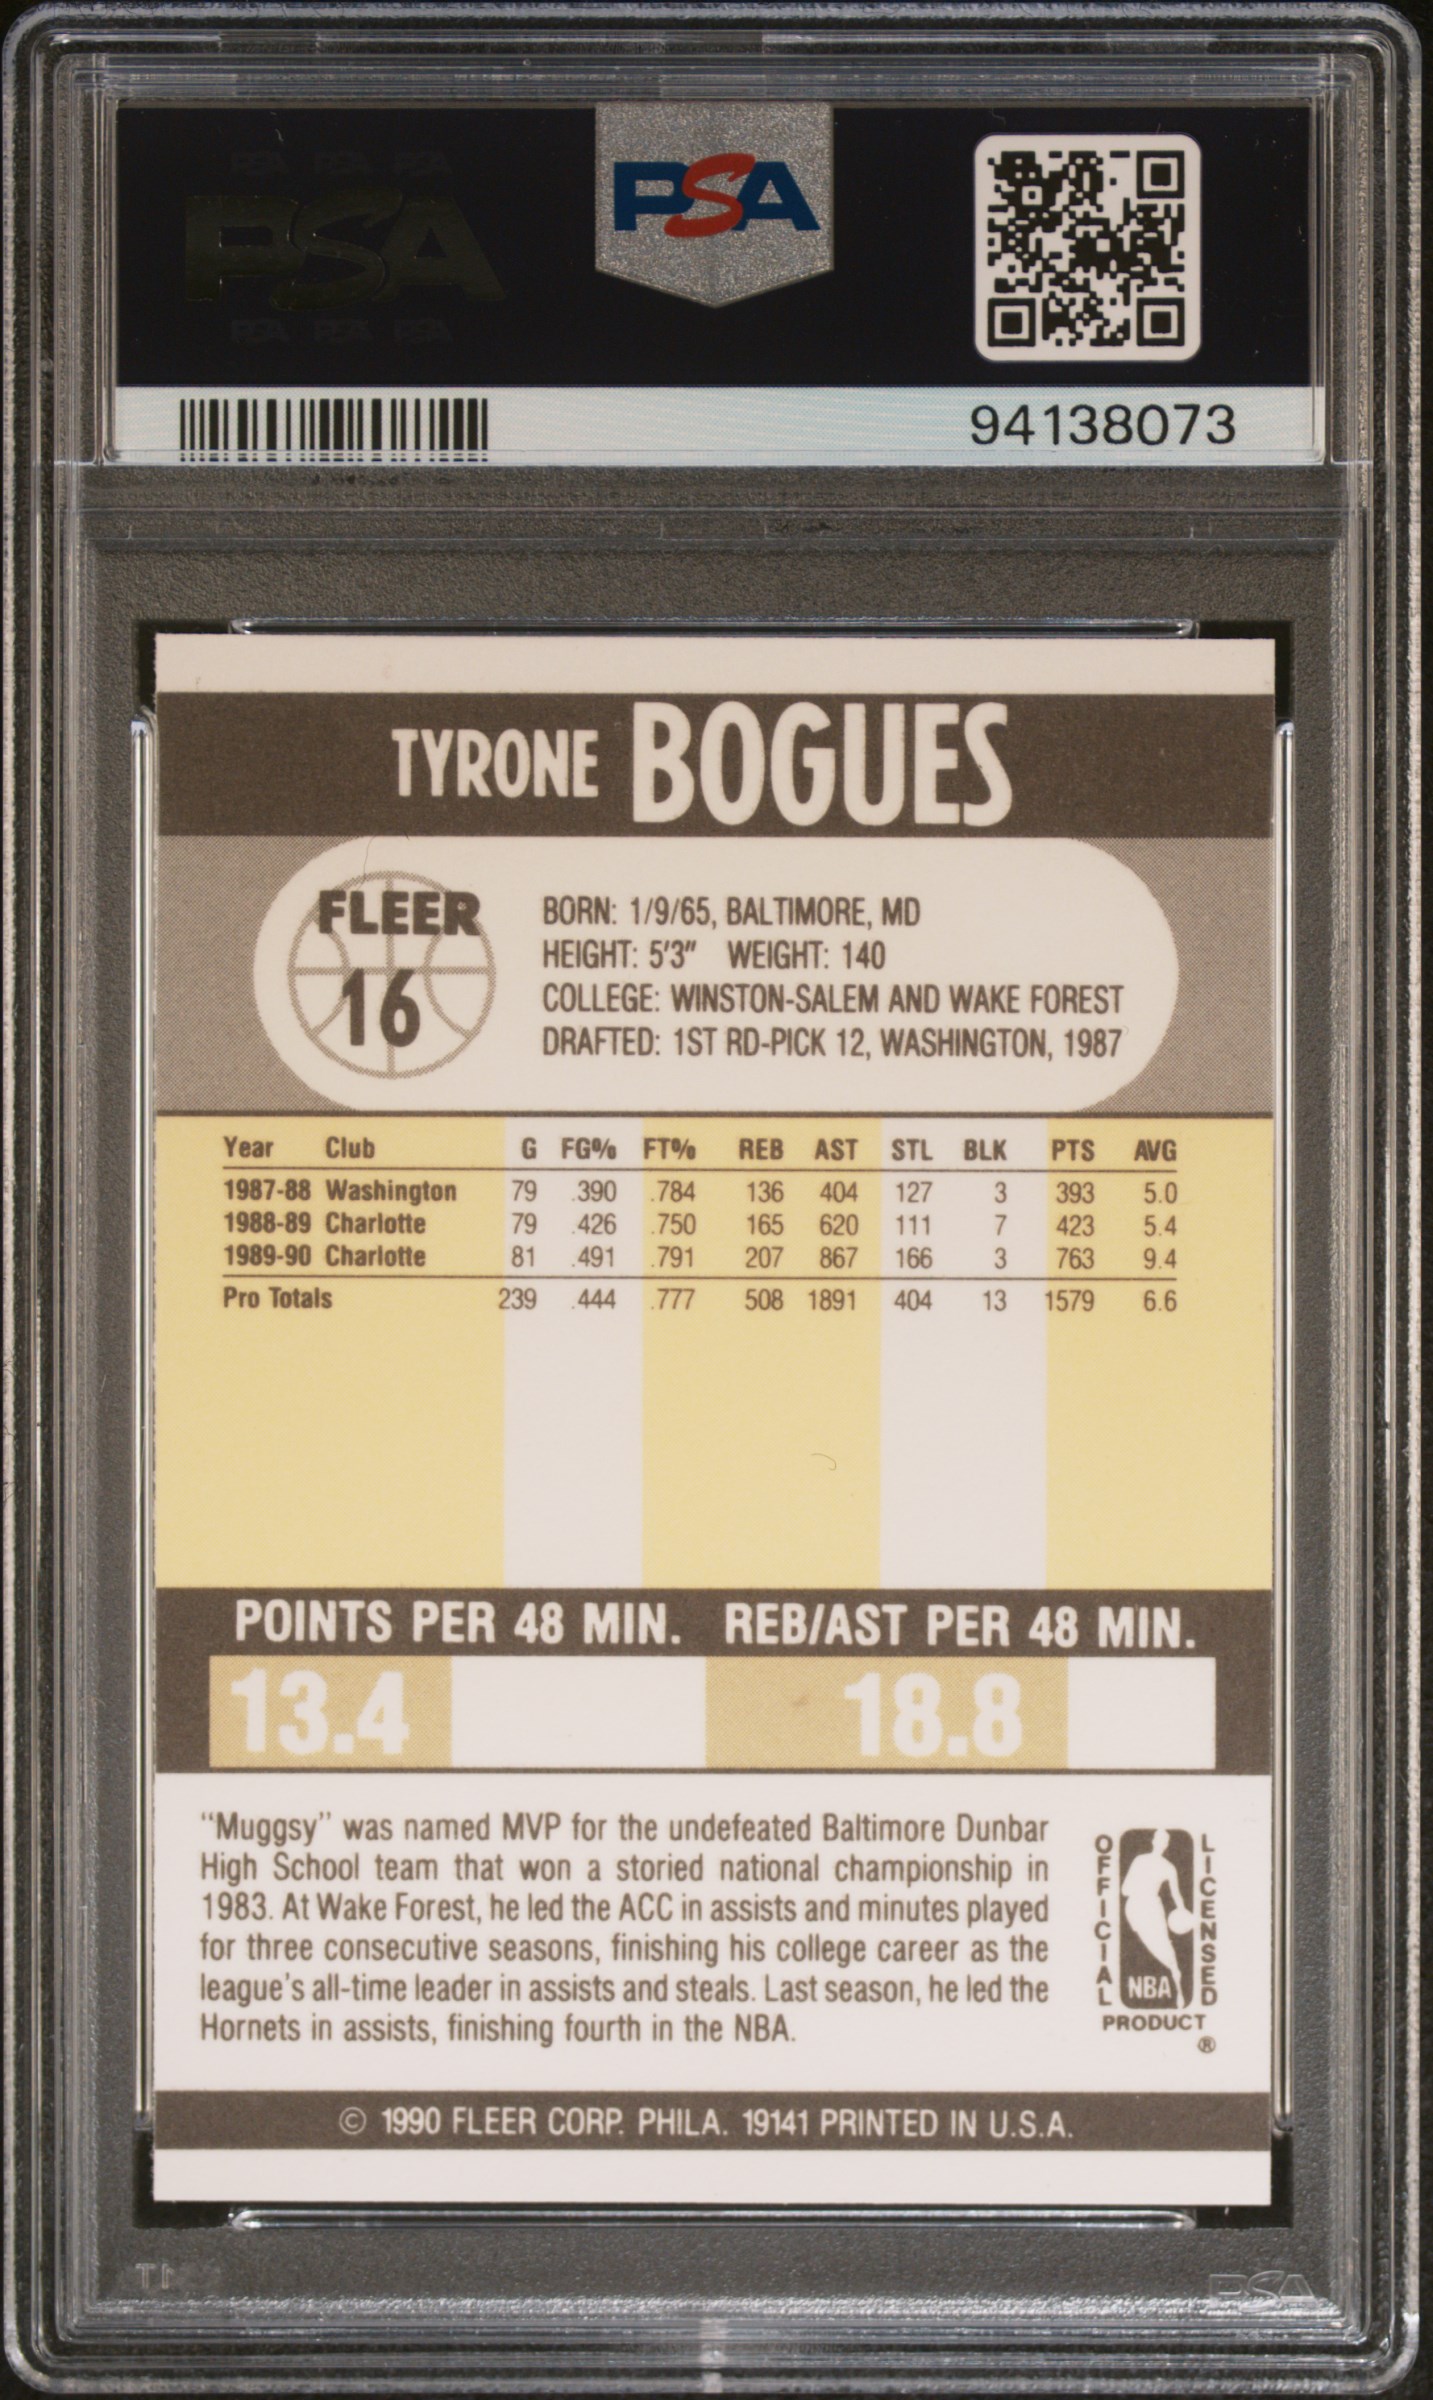 PSA
PSA PSA PSA
PSA
PSA PSA PSA
94138073
TYRONE BOGUES
FLEER
16
BORN: 1/9/65, BALTIMORE, MD
HEIGHT: 5'3" WEIGHT: 140
COLLEGE: WINSTON-SALEM AND WAKE FOREST
DRAFTED: 1ST RD-PICK 12, WASHINGTON, 1987
Year Club G FG% FT% REB AST STL BLK PTS AVG
1987-88 Washington 79 .390 .784 136 404 127 3 393 5.0
1988-89 Charlotte 79 .426 .750 165 620 111 7 423 5.4
1989-90 Charlotte 81 .491 .791 207 867 166 3 763 9.4
Pro Totals 239 .444 .777 508 1891 404 13 1579 6.6
POINTS PER 48 MIN. REB/AST PER 48 MIN.
13.4 18.8
"Muggsy" was named MVP for the undefeated Baltimore Dunbar
High School team that won a storied national championship in
1983. At Wake Forest, he led the ACC in assists and minutes played
for three consecutive seasons, finishing his college career as the
league's all-time leader in assists and steals. Last season, he led the
Hornets in assists, finishing fourth in the NBA.
OFFICIAL LICENSED
NBA
PRODUCT
®
© 1990 FLEER CORP. PHILA. 19141 PRINTED IN U.S.A.
PSA